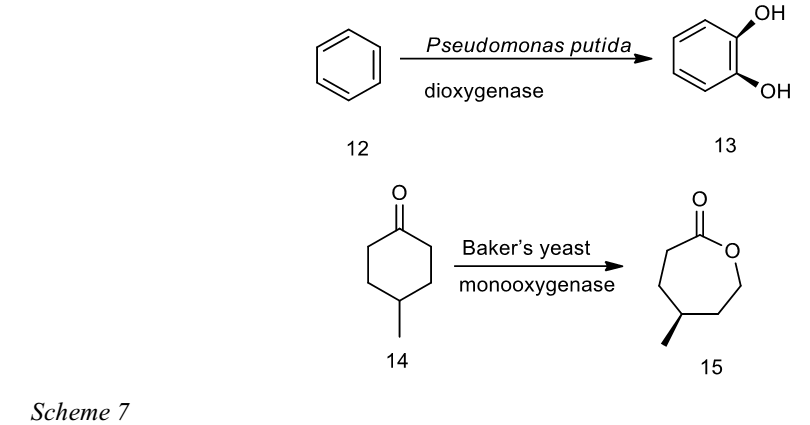 OH
Pseudomonas putida
dioxygenase
OH
12
13
O
O
Baker's yeast
O
monooxygenase
14
15
Scheme 7